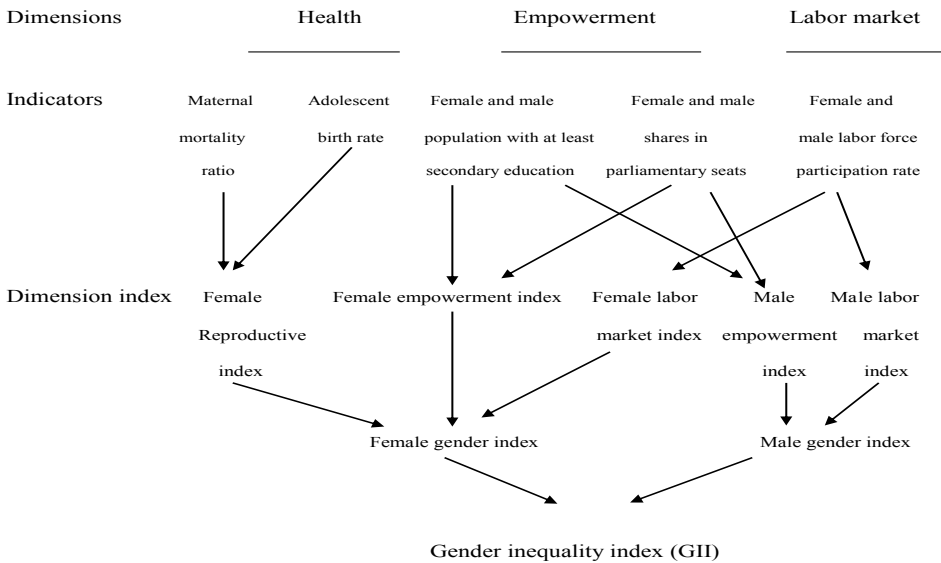 Dimensions Health Empowerment Labor market
Indicators Maternal Adolescent Female and male Female and male Female and
mortality birth rate population with at least shares in male labor force
ratio secondary education parliamentary seats participation rate
Dimension index Female Female empowerment index Female labor Male Male labor
Reproductive market index empowerment market
index index index
Female gender index Male gender index
Gender inequality index (GII)